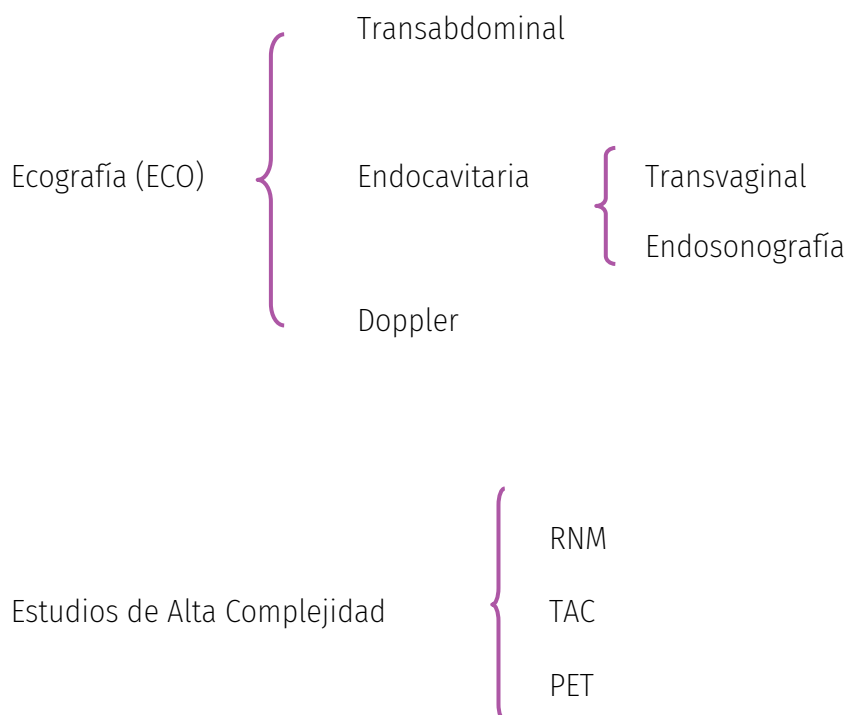 Transabdominal
Ecografía (ECO)
Endocavitaria
Transvaginal
Endosonografía
Doppler
RNM
Estudios de Alta Complejidad
TAC
PET